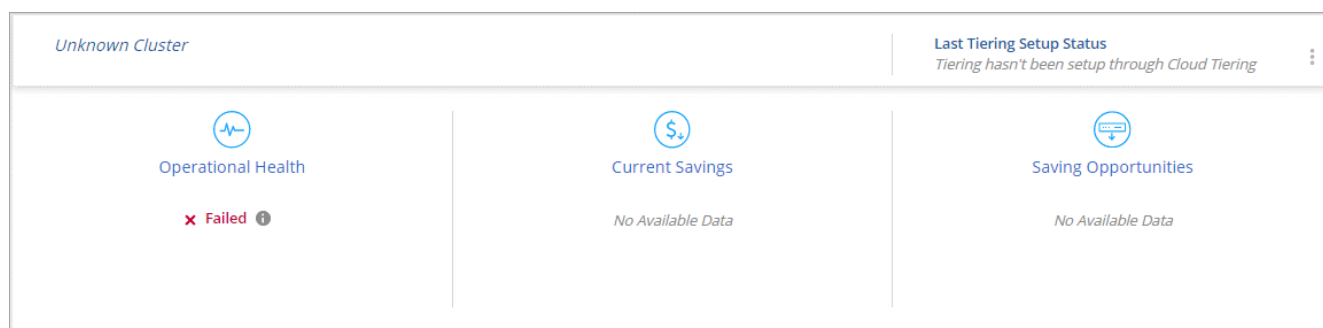 Unknown Cluster
Last Tiering Setup Status
Tiering hasn't been setup through Cloud Tiering
Operational Health
Failed
Current Savings
No Available Data
Saving Opportunities
No Available Data